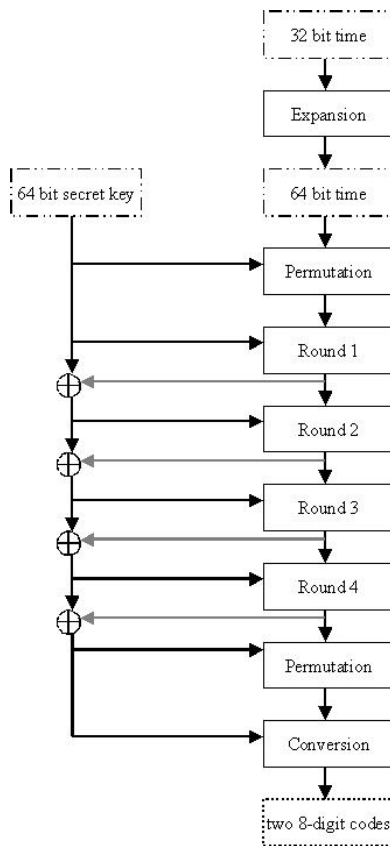 32 bit time
Expansion
64 bit secret key
64 bit time
Permutation
Round 1
Round 2
Round 3
Round 4
Permutation
Conversion
two 8-digit codes